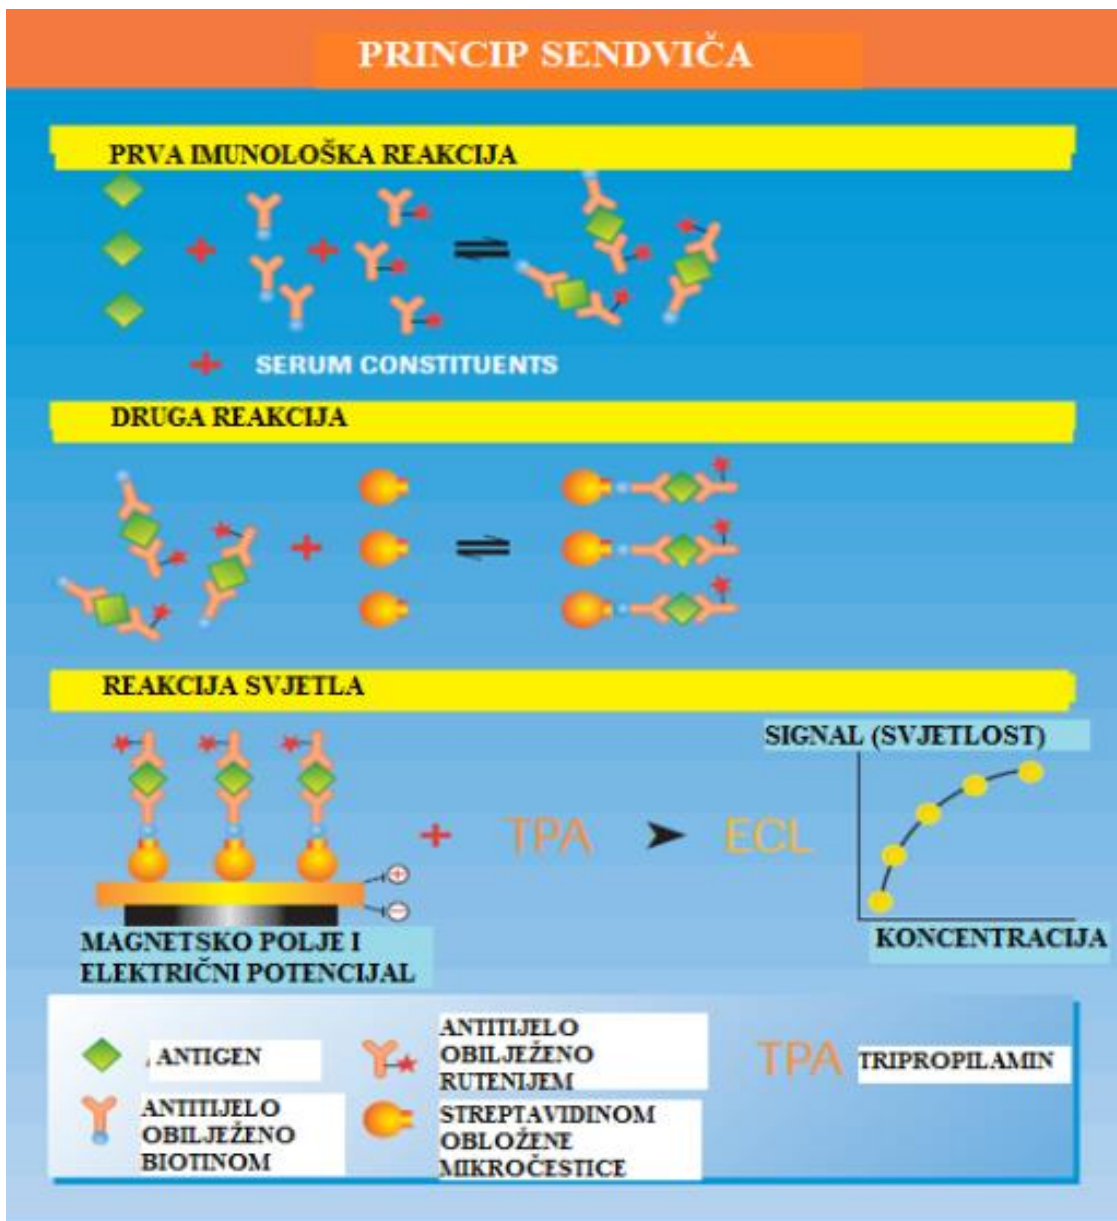 PRINCIP SENDVIČA
PRVA IMUNOLOŠKA REAKCIJA
+ +
+ SERUM CONSTITUENTS
DRUGA REAKCIJA
+
REAKCIJA SVJETLA
SIGNAL (SVJETLOST)
+ TPA ➤ ECL
+
−
KONCENTRACIJA
MAGNETSKO POLJE I
ELEKTRIČNI POTENCIJAL
ANTIGEN
ANTITIJELO
OBILJEŽENO
BIOTINOM
ANTITIJELO
OBILJEŽENO
RUTENIJEM
STREPTAVIDINOM
OBLOŽENE
MIKROČESTICE
TPA TRIPROPILAMIN